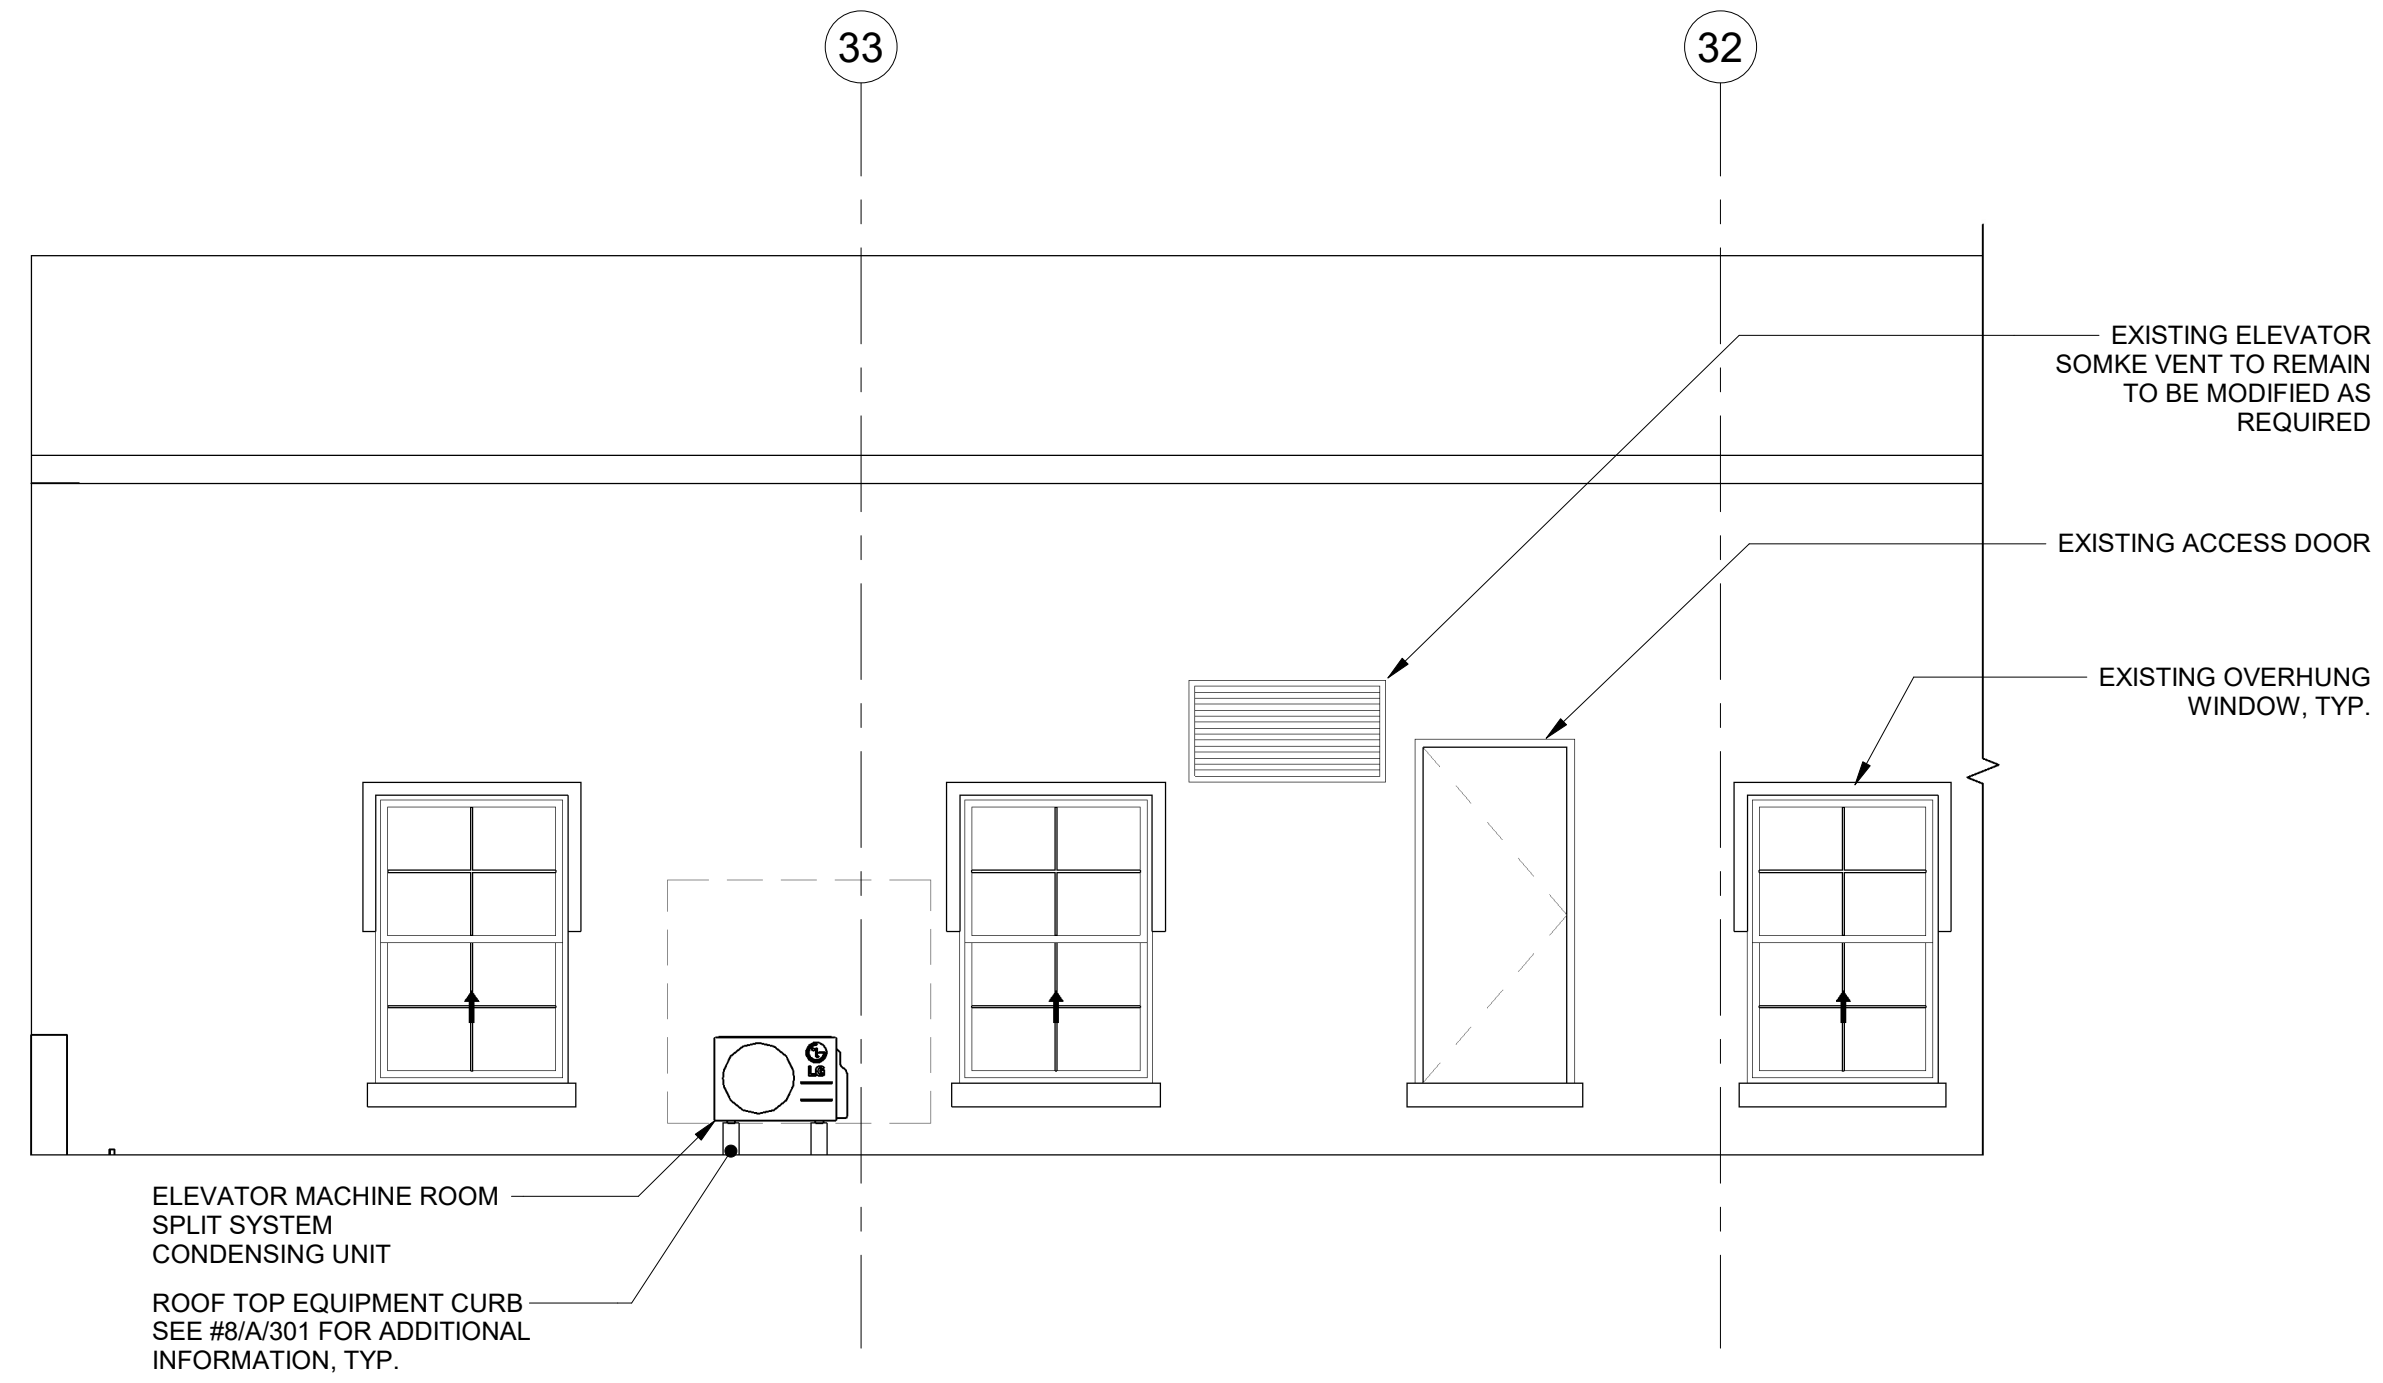 33
32
EXISTING ELEVATOR
SOMKE VENT TO REMAIN
TO BE MODIFIED AS
REQUIRED
EXISTING ACCESS DOOR
EXISTING OVERHUNG
WINDOW, TYP.
LG
ELEVATOR MACHINE ROOM
SPLIT SYSTEM
CONDENSING UNIT
ROOF TOP EQUIPMENT CURB
SEE #8/A/301 FOR ADDITIONAL
INFORMATION, TYP.